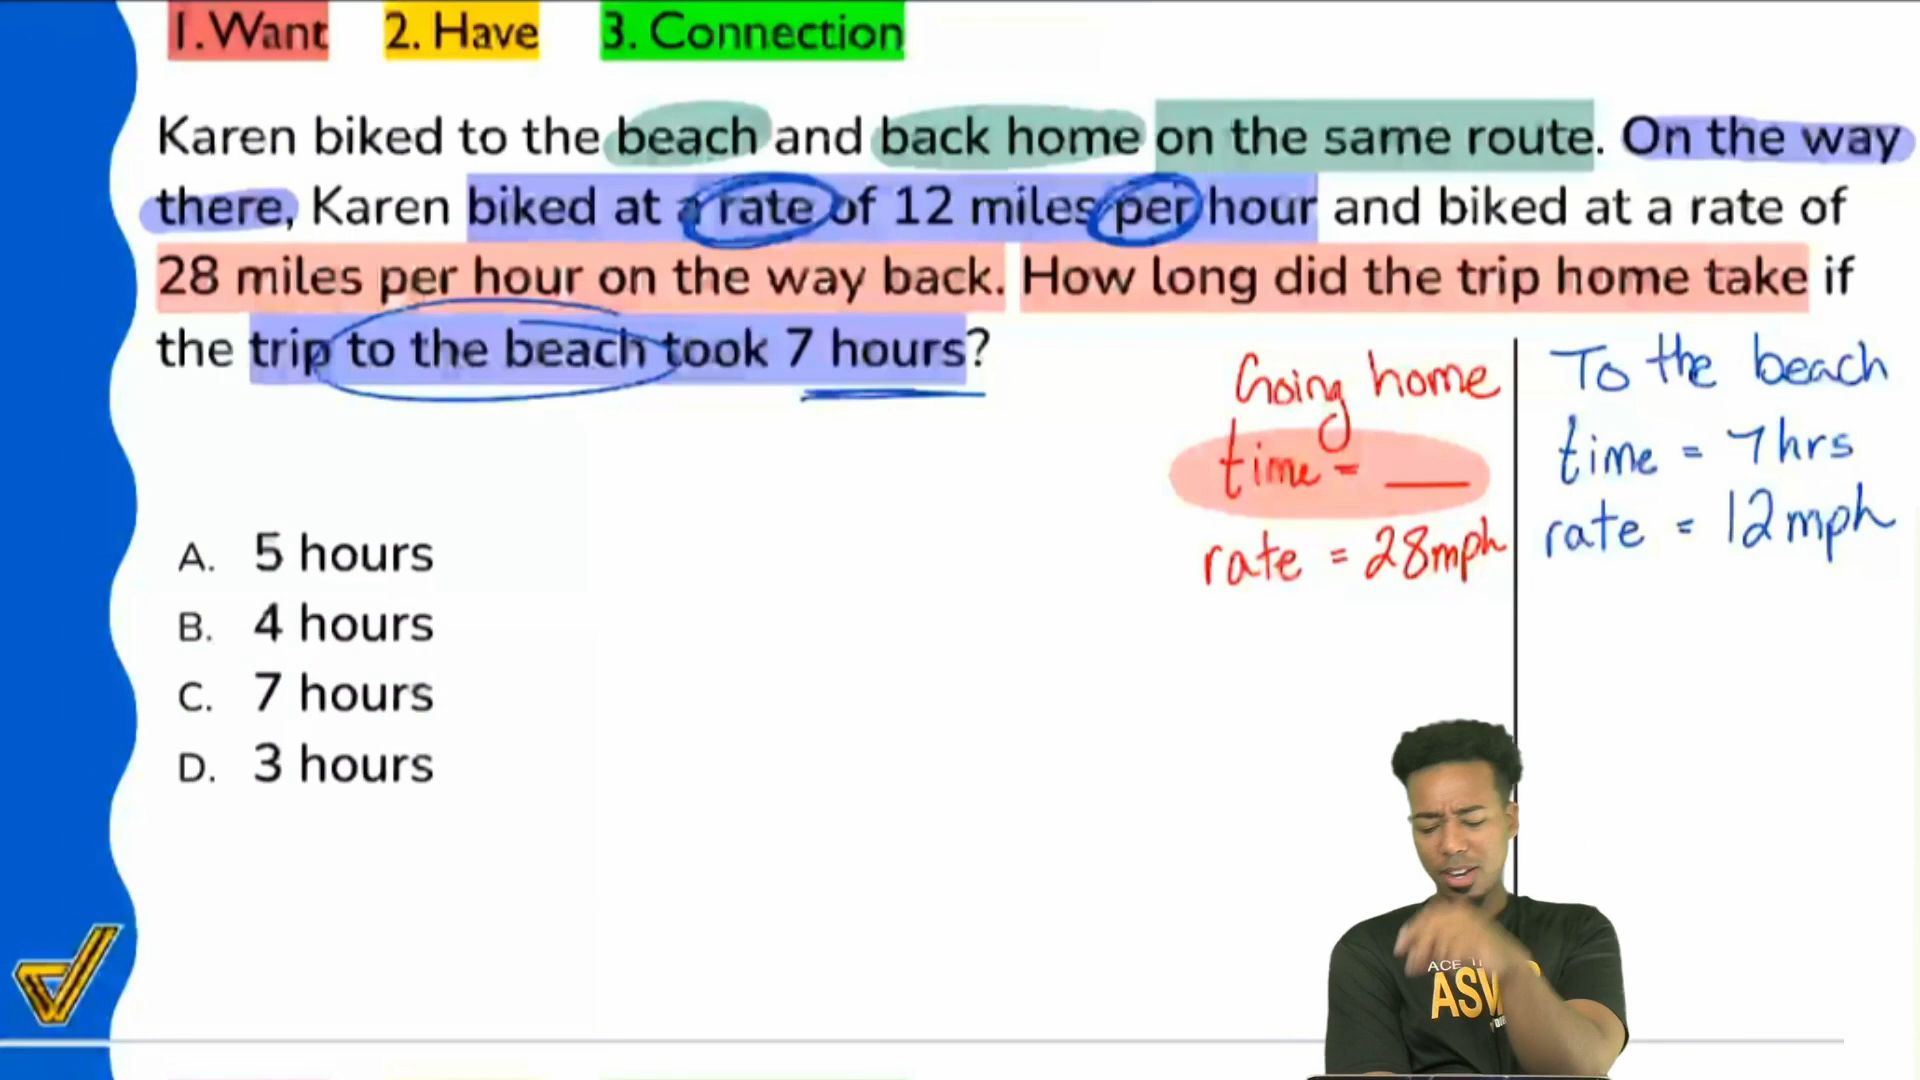 1. Want 2. Have 3. Connection
Karen biked to the beach and back home on the same route. On the way
there, Karen biked at a rate of 12 miles per hour and biked at a rate of
28 miles per hour on the way back. How long did the trip home take if
the trip to the beach took 7 hours?
Going home
time = ___
rate = 28mph
To the beach
time = 7hrs
rate = 12mph
A. 5 hours
B. 4 hours
C. 7 hours
D. 3 hours
ACE